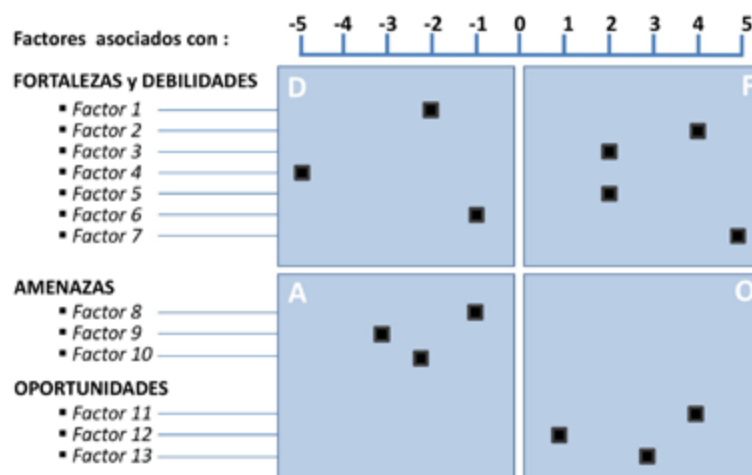 Factores asociados con :
-5 -4 -3 -2 -1 0 1 2 3 4 5
FORTALEZAS y DEBILIDADES
D
F
▪ Factor 1
▪ Factor 2
▪ Factor 3
▪ Factor 4
▪ Factor 5
▪ Factor 6
▪ Factor 7
AMENAZAS
A
O
▪ Factor 8
▪ Factor 9
▪ Factor 10
OPORTUNIDADES
▪ Factor 11
▪ Factor 12
▪ Factor 13